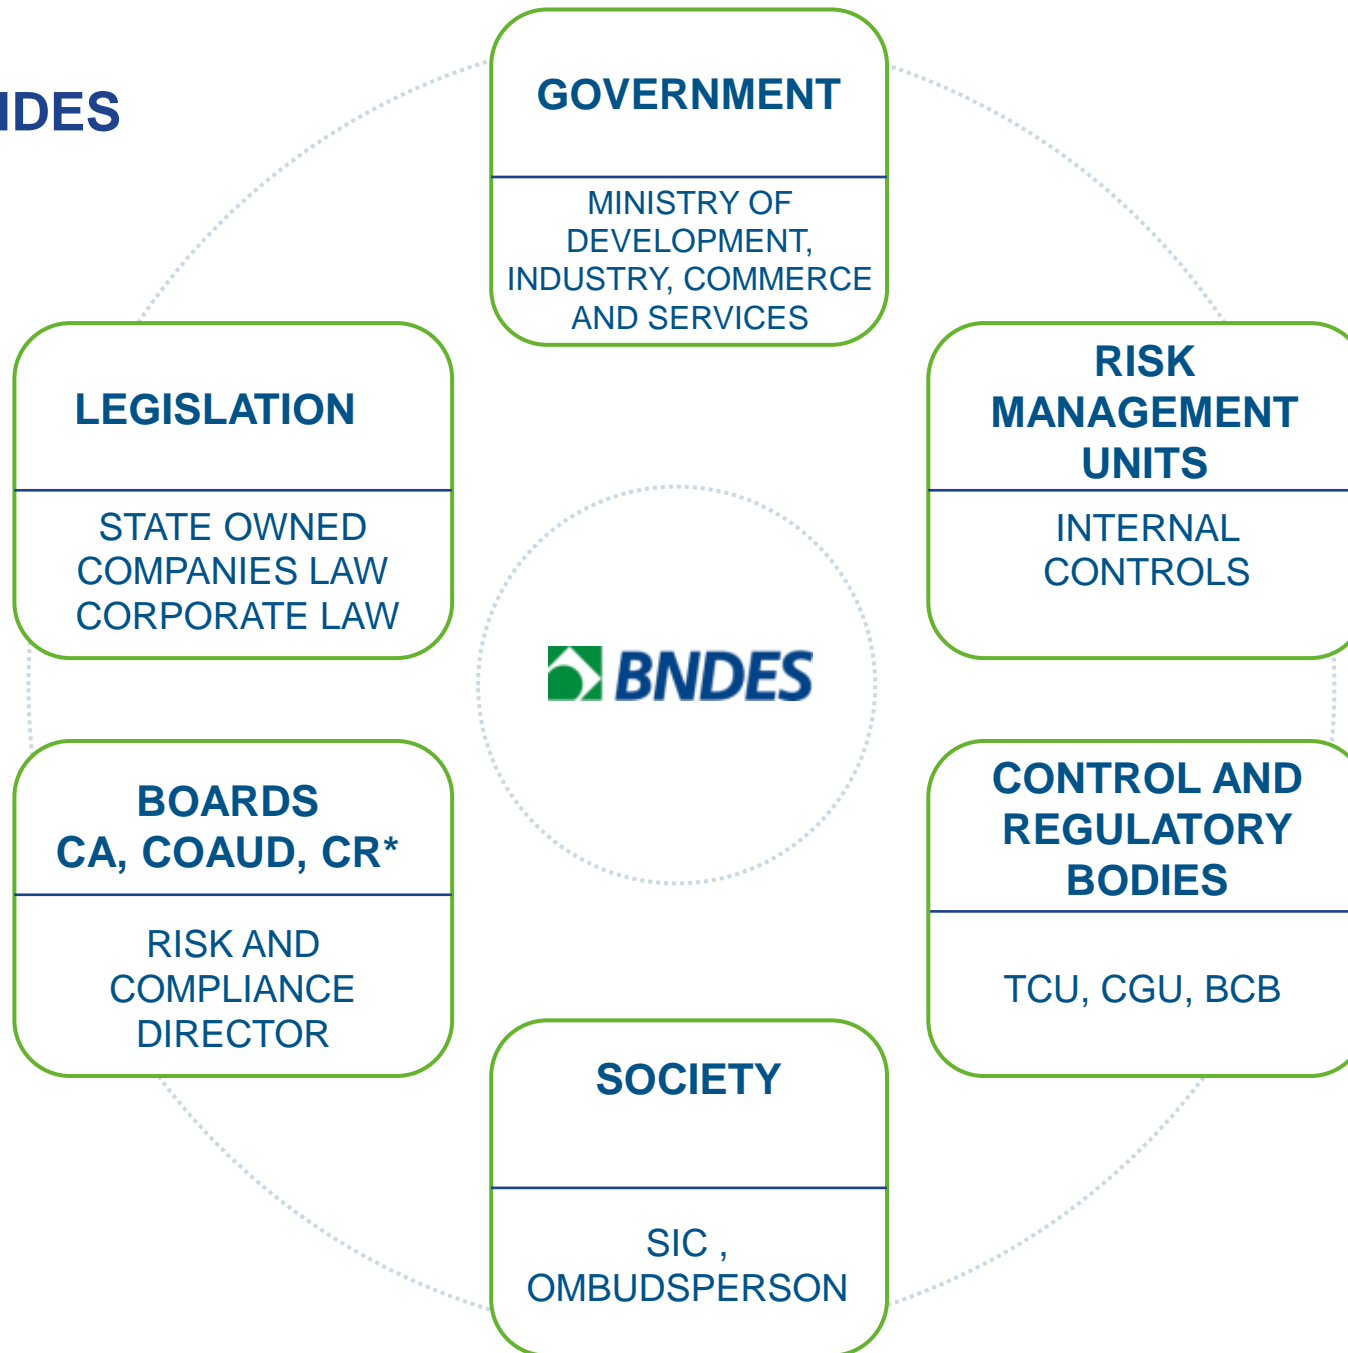 GOVERNMENT
MINISTRY OF
DEVELOPMENT,
INDUSTRY, COMMERCE
AND SERVICES
LEGISLATION
STATE OWNED
COMPANIES LAW
CORPORATE LAW
RISK
MANAGEMENT
UNITS
INTERNAL
CONTROLS
BNDES
BOARDS
CA, COAUD, CR*
RISK AND
COMPLIANCE
DIRECTOR
CONTROL AND
REGULATORY
BODIES
TCU, CGU, BCB
SOCIETY
SIC ,
OMBUDSPERSON